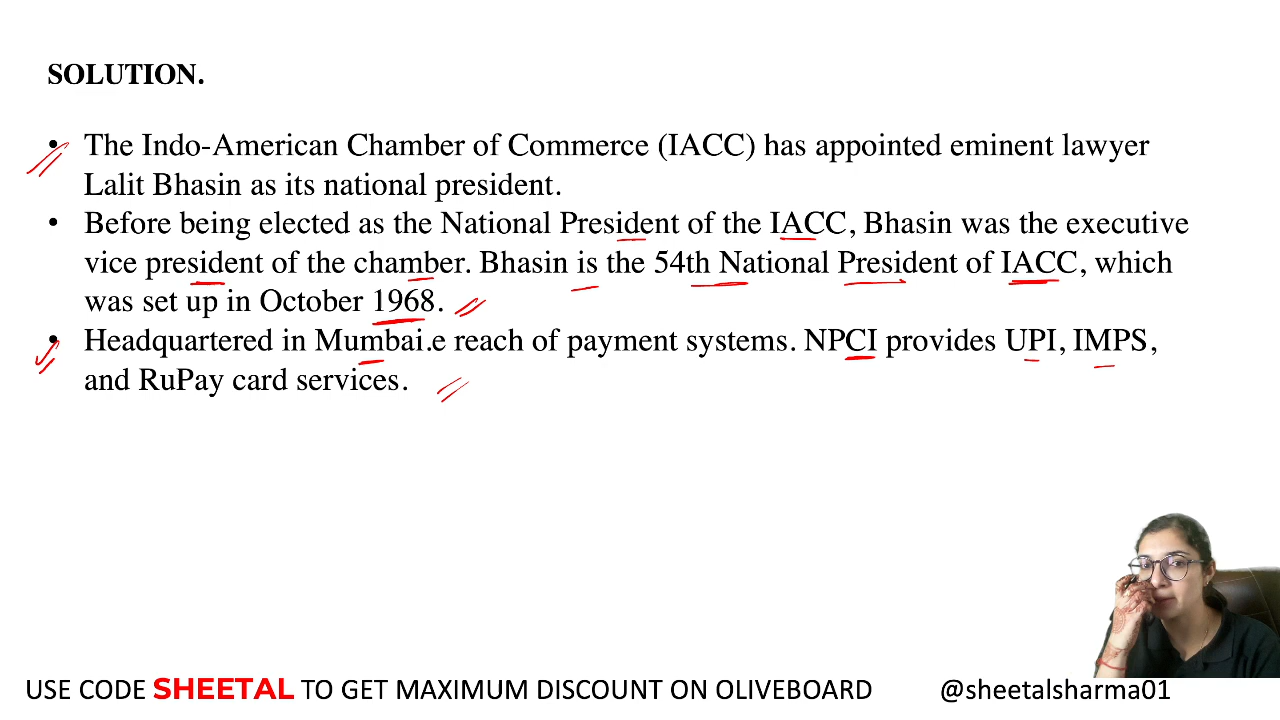 SOLUTION.
• The Indo-American Chamber of Commerce (IACC) has appointed eminent lawyer
Lalit Bhasin as its national president.
• Before being elected as the National President of the IACC, Bhasin was the executive
vice president of the chamber. Bhasin is the 54th National President of IACC, which
was set up in October 1968.
• Headquartered in Mumbai.e reach of payment systems. NPCI provides UPI, IMPS,
and RuPay card services.
USE CODE SHEETAL TO GET MAXIMUM DISCOUNT ON OLIVEBOARD @sheetalsharma01